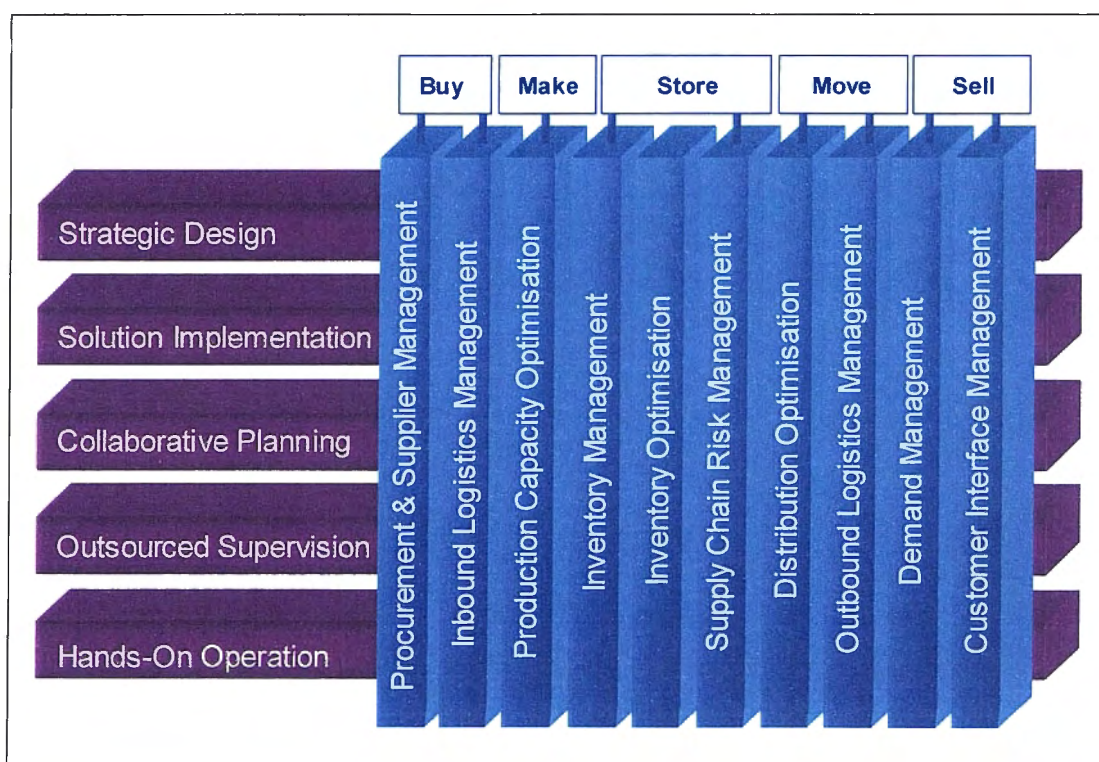 Buy
Make
Store
Move
Sell
Strategic Design
Solution Implementation
Collaborative Planning
Outsourced Supervision
Hands-On Operation
Procurement & Supplier Management
Inbound Logistics Management
Production Capacity Optimisation
Inventory Management
Inventory Optimisation
Supply Chain Risk Management
Distribution Optimisation
Outbound Logistics Management
Demand Management
Customer Interface Management